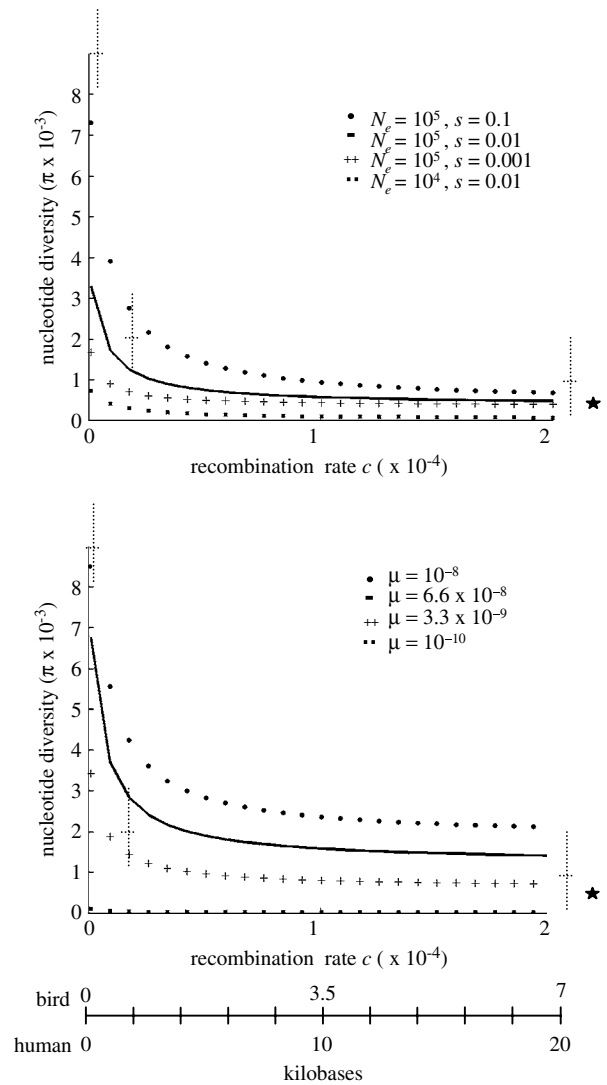 8
7
6
5
4
3
2
1
0
nucleotide diversity (π x 10⁻³)
Nₑ = 10⁵, s = 0.1
Nₑ = 10⁵, s = 0.01
Nₑ = 10⁵, s = 0.001
Nₑ = 10⁴, s = 0.01
0 1 2
recombination rate c ( x 10⁻⁴)
8
7
6
5
4
3
2
1
0
nucleotide diversity (π x 10⁻³)
μ = 10⁻⁸
μ = 6.6 x 10⁻⁸
μ = 3.3 x 10⁻⁹
μ = 10⁻¹⁰
0 1 2
recombination rate c ( x 10⁻⁴)
bird 0 3.5 7
human 0 10 20
kilobases